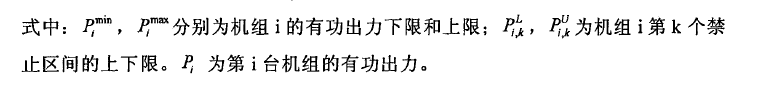 式中：$P_i^{\min}$，$P_i^{\max}$分别为机组 i 的有功出力下限和上限；$P_{i,k}^{L}$，$P_{i,k}^{U}$为机组 i 第 k 个禁
止区间的上下限。$P_i$ 为第 i 台机组的有功出力。